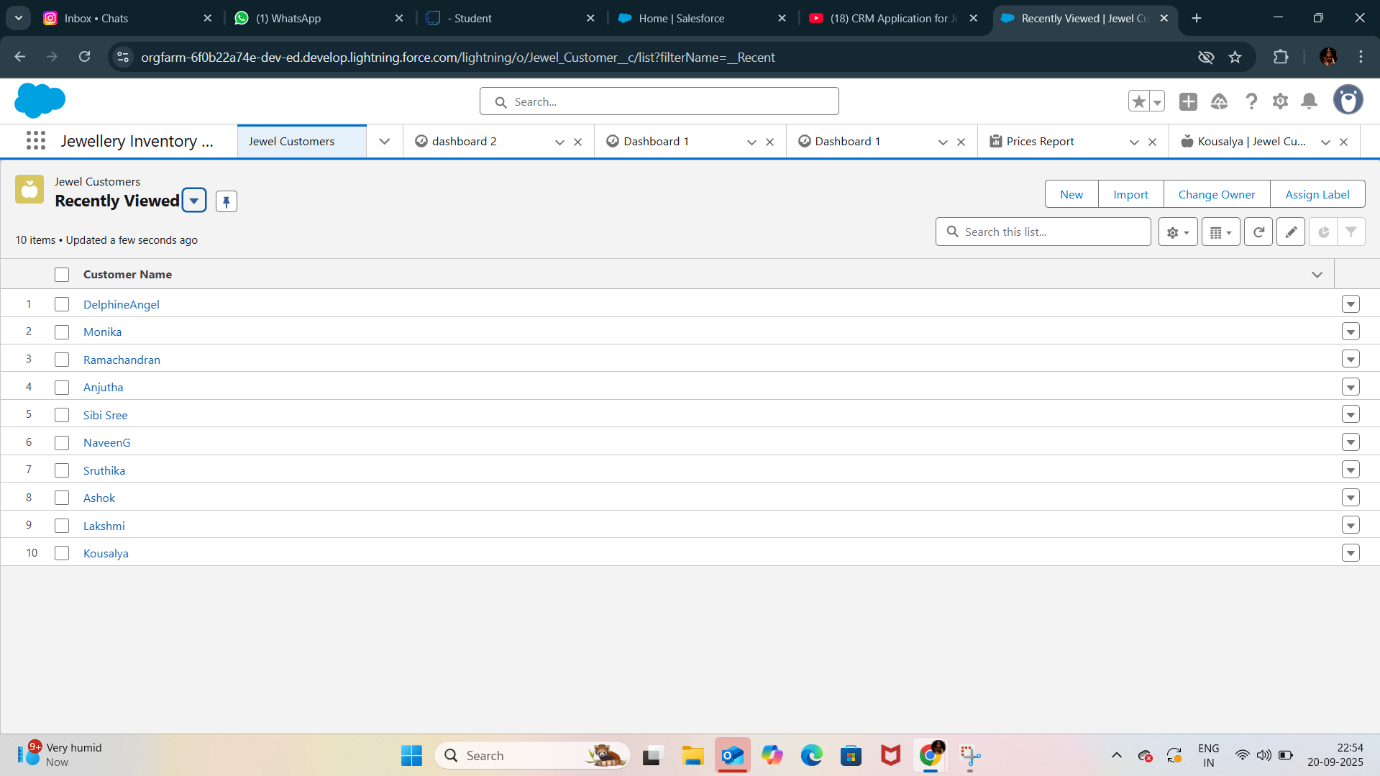 Inbox • Chats
(1) WhatsApp
- Student
Home | Salesforce
(18) CRM Application for Je
Recently Viewed | Jewel Cu
orgfarm-6f0b22a74e-dev-ed.develop.lightning.force.com/lightning/o/Jewel_Customer__c/list?filterName=__Recent
Search...
Jewellery Inventory ...
Jewel Customers
dashboard 2
Dashboard 1
Dashboard 1
Prices Report
Kousalya | Jewel Cu...
Jewel Customers
Recently Viewed
New
Import
Change Owner
Assign Label
10 items • Updated a few seconds ago
Search this list...
Customer Name
1 DelphineAngel
2 Monika
3 Ramachandran
4 Anjutha
5 Sibi Sree
6 NaveenG
7 Sruthika
8 Ashok
9 Lakshmi
10 Kousalya
9+
Very humid
Now
Search
ENG
IN
22:54
20-09-2025